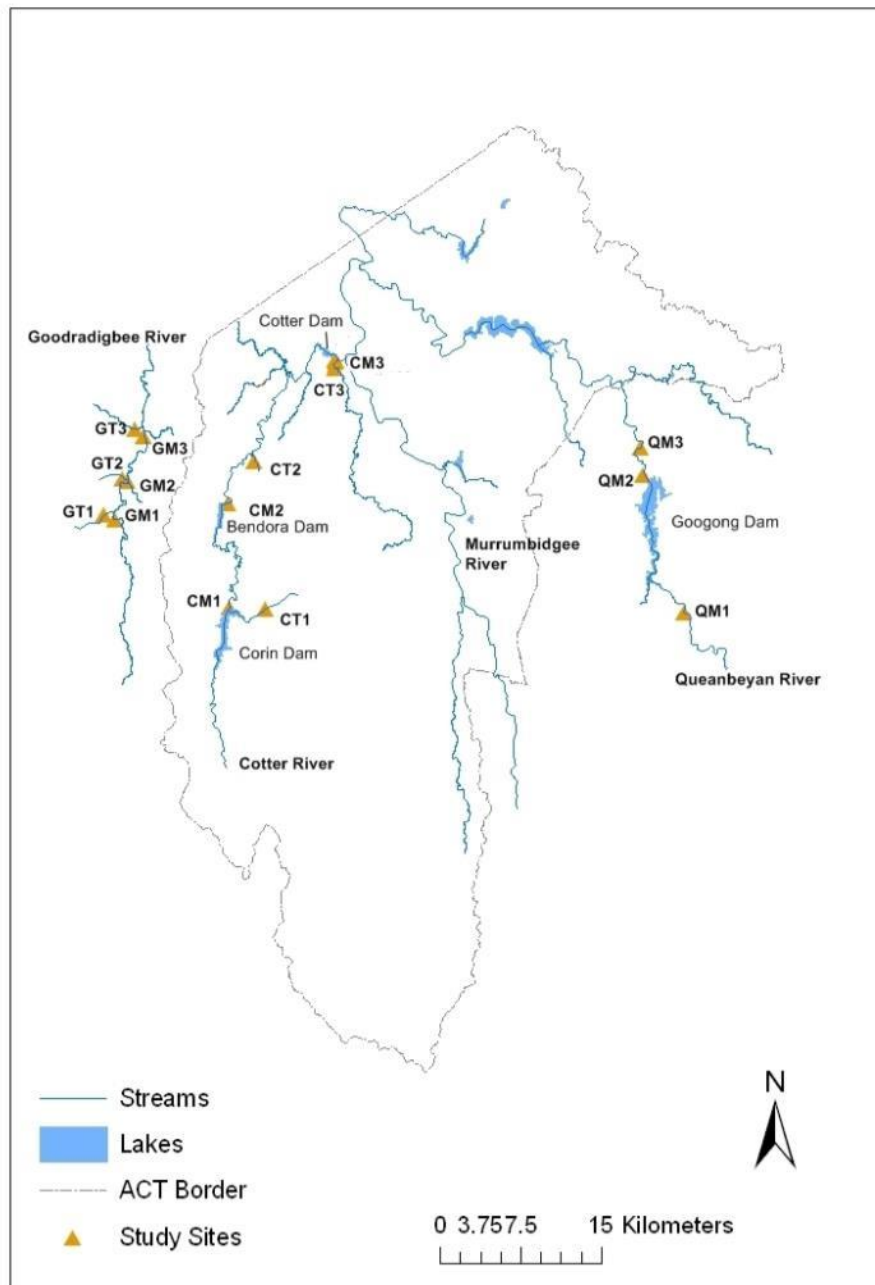 Cotter Dam
Goodradigbee River
CM3
CT3
GT3
GM3
QM3
GT2
CT2
QM2
GM2
GT1
GM1
CM2
Googong Dam
Bendora Dam
Murrumbidgee
River
CM1
CT1
QM1
Corin Dam
Queanbeyan River
Cotter River
N
Streams
Lakes
ACT Border
Study Sites
0 3.757.5 15 Kilometers